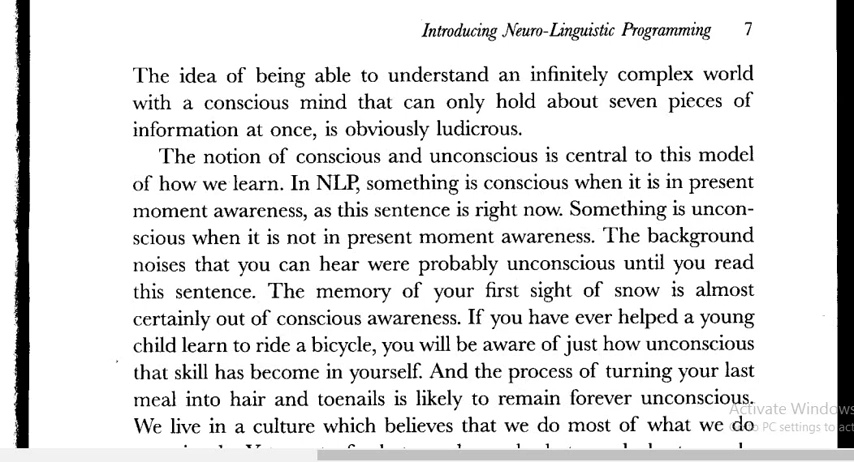 Introducing Neuro-Linguistic Programming 7
The idea of being able to understand an infinitely complex world
with a conscious mind that can only hold about seven pieces of
information at once, is obviously ludicrous.
The notion of conscious and unconscious is central to this model
of how we learn. In NLP, something is conscious when it is in present
moment awareness, as this sentence is right now. Something is uncon-
scious when it is not in present moment awareness. The background
noises that you can hear were probably unconscious until you read
this sentence. The memory of your first sight of snow is almost
certainly out of conscious awareness. If you have ever helped a young
child learn to ride a bicycle, you will be aware of just how unconscious
that skill has become in yourself. And the process of turning your last
meal into hair and toenails is likely to remain forever unconscious.
Activate Windows
We live in a culture which believes that we do most of what we do
PC settings to act